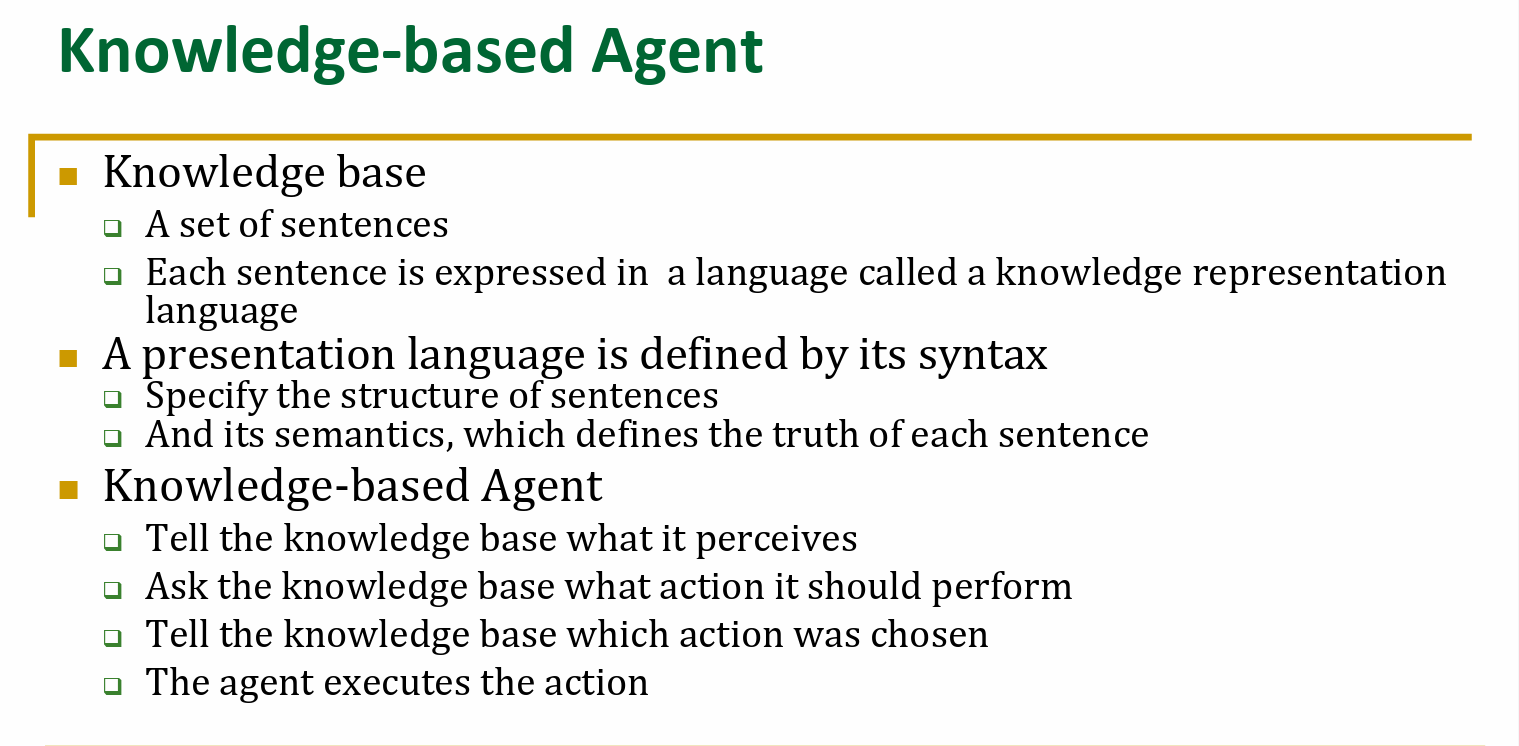 Knowledge-based Agent
Knowledge base
A set of sentences
Each sentence is expressed in a language called a knowledge representation
language
A presentation language is defined by its syntax
Specify the structure of sentences
And its semantics, which defines the truth of each sentence
Knowledge-based Agent
Tell the knowledge base what it perceives
Ask the knowledge base what action it should perform
Tell the knowledge base which action was chosen
The agent executes the action